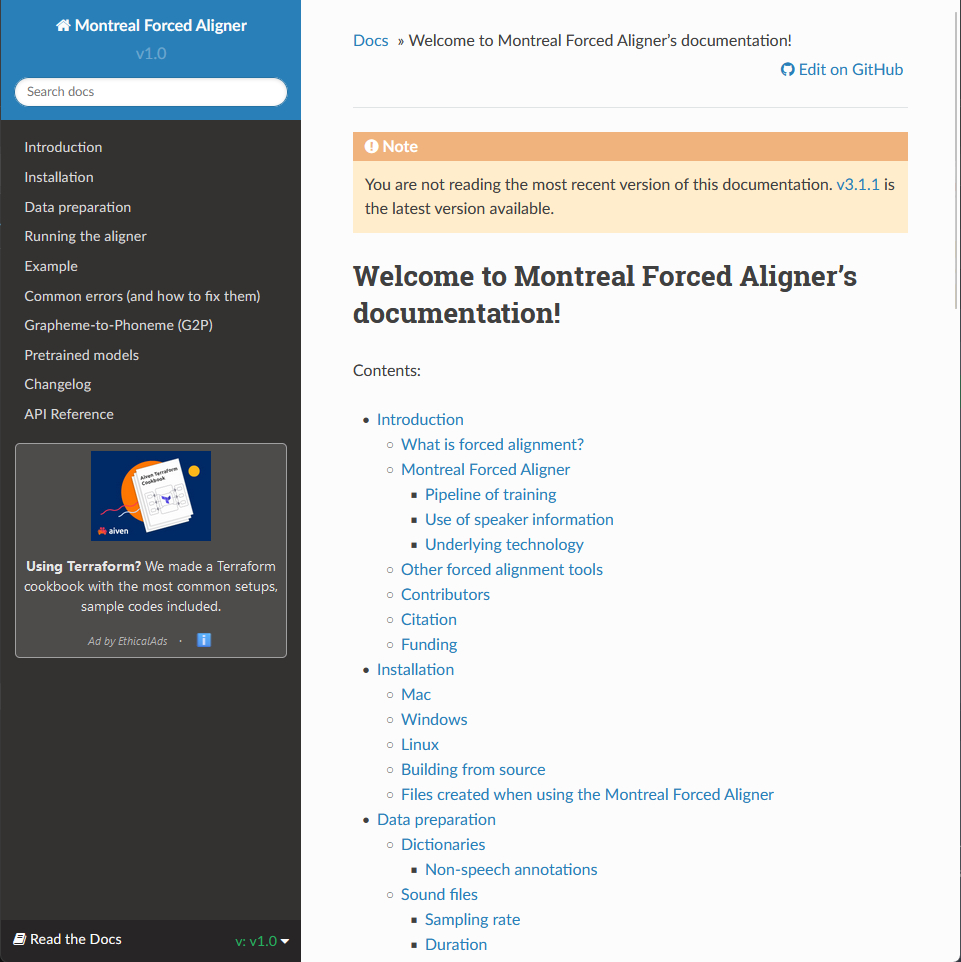 Montreal Forced Aligner
v1.0
Search docs
Introduction
Installation
Data preparation
Running the aligner
Example
Common errors (and how to fix them)
Grapheme-to-Phoneme (G2P)
Pretrained models
Changelog
API Reference
Aiven Terraform
Cookbook
aiven
Using Terraform? We made a Terraform
cookbook with the most common setups,
sample codes included.
Ad by EthicalAds ·
Read the Docs
v: v1.0
Docs » Welcome to Montreal Forced Aligner’s documentation!
Edit on GitHub
Note
You are not reading the most recent version of this documentation. v3.1.1 is
the latest version available.
Welcome to Montreal Forced Aligner’s
documentation!
Contents:
Introduction
What is forced alignment?
Montreal Forced Aligner
Pipeline of training
Use of speaker information
Underlying technology
Other forced alignment tools
Contributors
Citation
Funding
Installation
Mac
Windows
Linux
Building from source
Files created when using the Montreal Forced Aligner
Data preparation
Dictionaries
Non-speech annotations
Sound files
Sampling rate
Duration